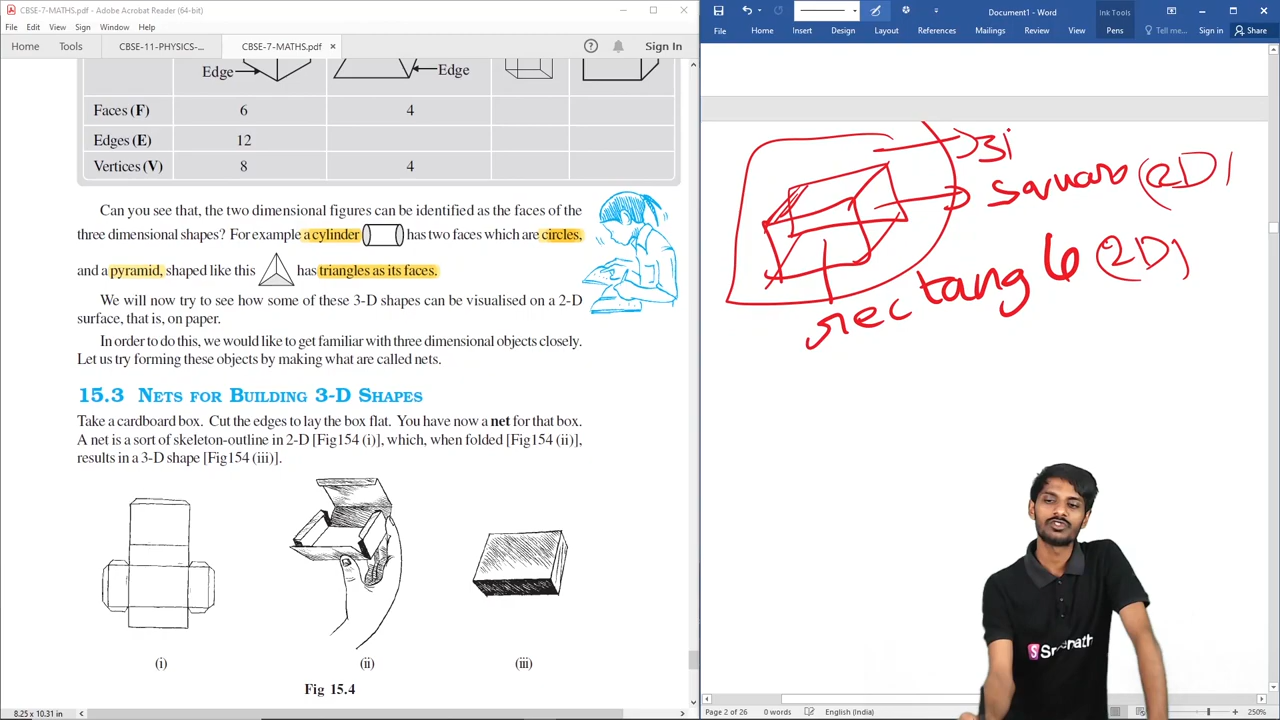 CBSE-7-MATHS.pdf - Adobe Acrobat Reader (64-bit)
File Edit View Sign Window Help
Home Tools CBSE-11-PHYSICS-... CBSE-7-MATHS.pdf × Sign In
Edge Edge
Faces (F) 6 4
Edges (E) 12
Vertices (V) 8 4
Can you see that, the two dimensional figures can be identified as the faces of the
three dimensional shapes? For example a cylinder has two faces which are circles,
and a pyramid, shaped like this has triangles as its faces.
We will now try to see how some of these 3-D shapes can be visualised on a 2-D
surface, that is, on paper.
In order to do this, we would like to get familiar with three dimensional objects closely.
Let us try forming these objects by making what are called nets.
15.3 NETS FOR BUILDING 3-D SHAPES
Take a cardboard box. Cut the edges to lay the box flat. You have now a net for that box.
A net is a sort of skeleton-outline in 2-D [Fig154 (i)], which, when folded [Fig154 (ii)],
results in a 3-D shape [Fig154 (iii)].
(i) (ii) (iii)
Fig 15.4
8.25 x 10.31 in
Document1 - Word Ink Tools
File Home Insert Design Layout References Mailings Review View Pens Tell me... Sign in Share
(2D)
rectang 6 (2D)
Page 2 of 26 0 words English (India) 250%